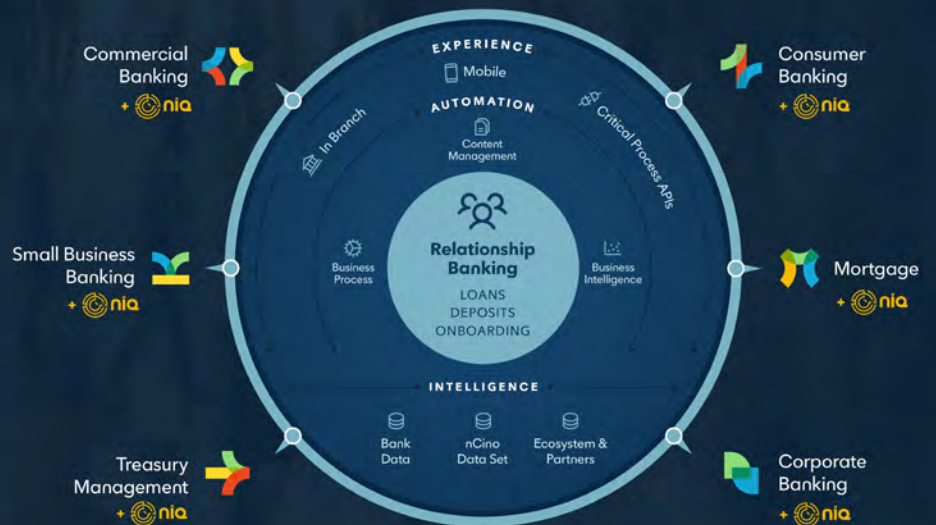 EXPERIENCE
Mobile
In Branch
Critical Process APIs
AUTOMATION
Content
Management
Business
Process
Relationship
Banking
LOANS
DEPOSITS
ONBOARDING
Business
Intelligence
INTELLIGENCE
Bank
Data
nCino
Data Set
Ecosystem &
Partners
Commercial
Banking
+ nia
Small Business
Banking
+ nia
Treasury
Management
+ nia
Consumer
Banking
+ nia
Mortgage
+ nia
Corporate
Banking
+ nia